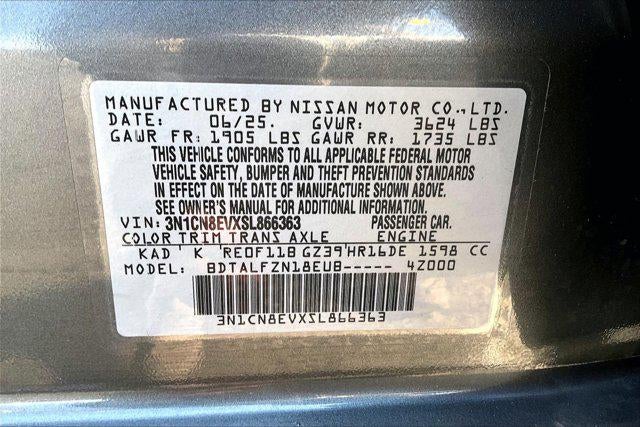 MANUFACTURED BY NISSAN MOTOR CO.,LTD.
DATE: 06/25. GVWR: 3624 LBS
GAWR FR: 1905 LBS GAWR RR: 1735 LBS
THIS VEHICLE CONFORMS TO ALL APPLICABLE FEDERAL MOTOR
VEHICLE SAFETY, BUMPER AND THEFT PREVENTION STANDARDS
IN EFFECT ON THE DATE OF MANUFACTURE SHOWN ABOVE.
SEE OWNER'S MANUAL FOR ADDITIONAL INFORMATION.
VIN: 3N1CN8EVXSL866363 PASSENGER CAR.
COLOR TRIM TRANS AXLE ENGINE
KAD K RE0F11B GZ39 HR16DE 1598 CC
MODEL: BDTALFZN18EUB----- 4Z000
3N1CN8EVXSL866363